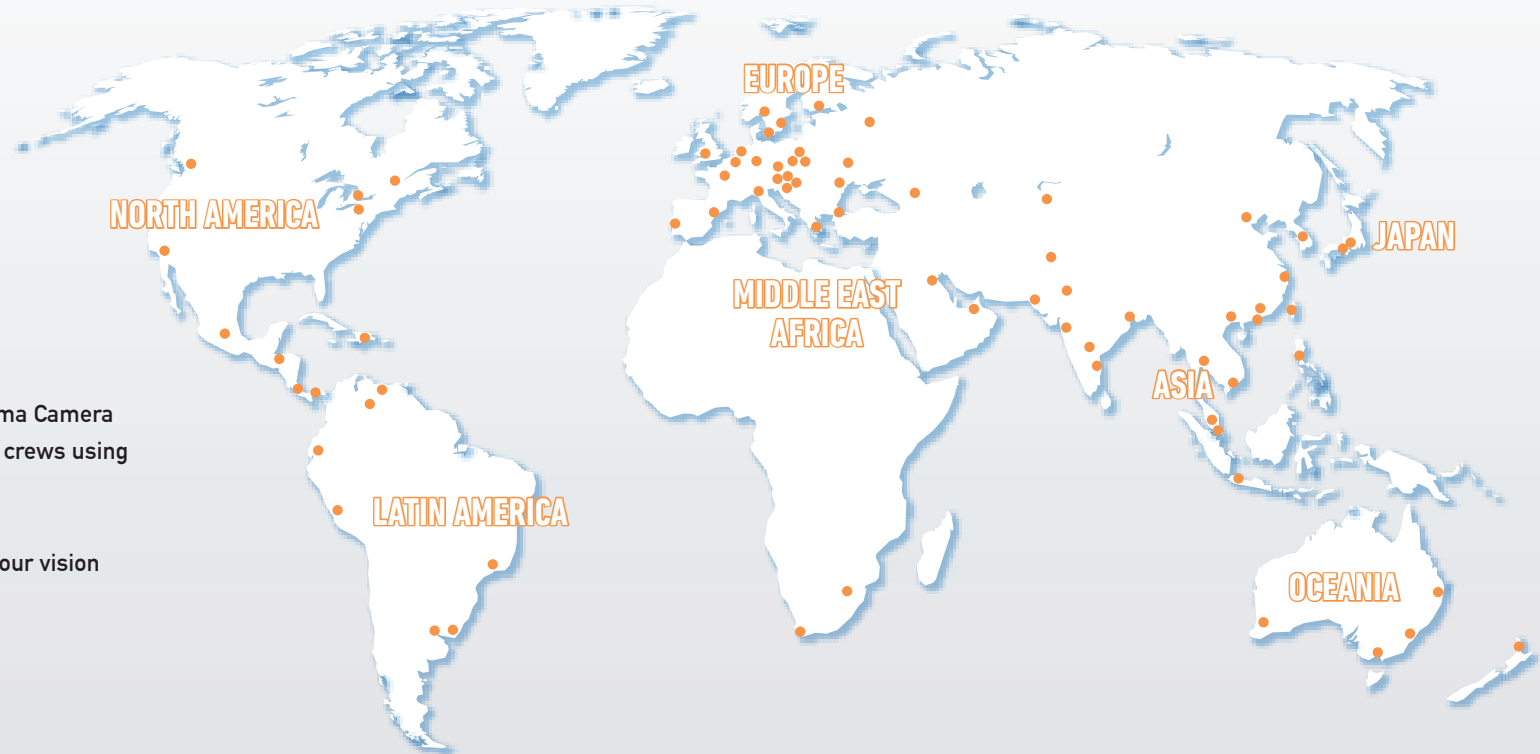 EUROPE
NORTH AMERICA
JAPAN
MIDDLE EAST
AFRICA
ASIA
ma Camera
crews using
LATIN AMERICA
our vision
OCEANIA